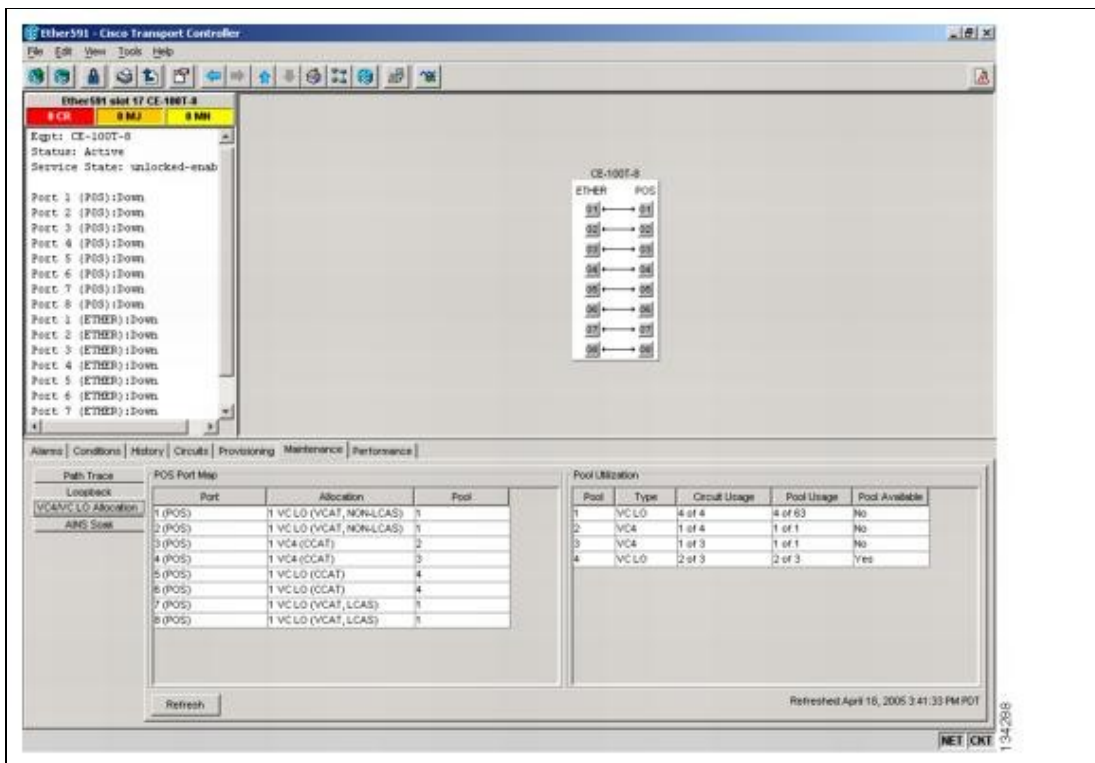 Ether591 - Cisco Transport Controller
File Edit View Tools Help
Ether591 slot 17 CE-100T-8
0 CR 0 MJ 0 MN
Eqpt: CE-100T-8
Status: Active
Service State: unlocked-enab
Port 1 (POS):Down
Port 2 (POS):Down
Port 3 (POS):Down
Port 4 (POS):Down
Port 5 (POS):Down
Port 6 (POS):Down
Port 7 (POS):Down
Port 8 (POS):Down
Port 1 (ETHER):Down
Port 2 (ETHER):Down
Port 3 (ETHER):Down
Port 4 (ETHER):Down
Port 5 (ETHER):Down
Port 6 (ETHER):Down
Port 7 (ETHER):Down
CE-100T-8
ETHER POS
01 01
02 02
03 03
04 04
05 05
06 06
07 07
08 08
Alarms Conditions History Circuits Provisioning Maintenance Performance
Path Trace
Loopback
VC4/VC LO Allocation
AINS Soak
POS Port Map
Port Allocation Pool
1 (POS) 1 VC LO (VCAT, NON-LCAS) 1
2 (POS) 1 VC LO (VCAT, NON-LCAS) 1
3 (POS) 1 VC4 (CCAT) 2
4 (POS) 1 VC4 (CCAT) 3
5 (POS) 1 VC LO (CCAT) 4
6 (POS) 1 VC LO (CCAT) 4
7 (POS) 1 VC LO (VCAT, LCAS) 1
8 (POS) 1 VC LO (VCAT, LCAS) 1
Refresh
Pool Utilization
Pool Type Circuit Usage Pool Usage Pool Available
1 VC LO 4 of 4 4 of 63 No
2 VC4 1 of 4 1 of 1 No
3 VC4 1 of 3 1 of 1 No
4 VC LO 2 of 3 2 of 3 Yes
Refreshed April 16, 2005 3:41:33 PM PDT
NET CKT
134288